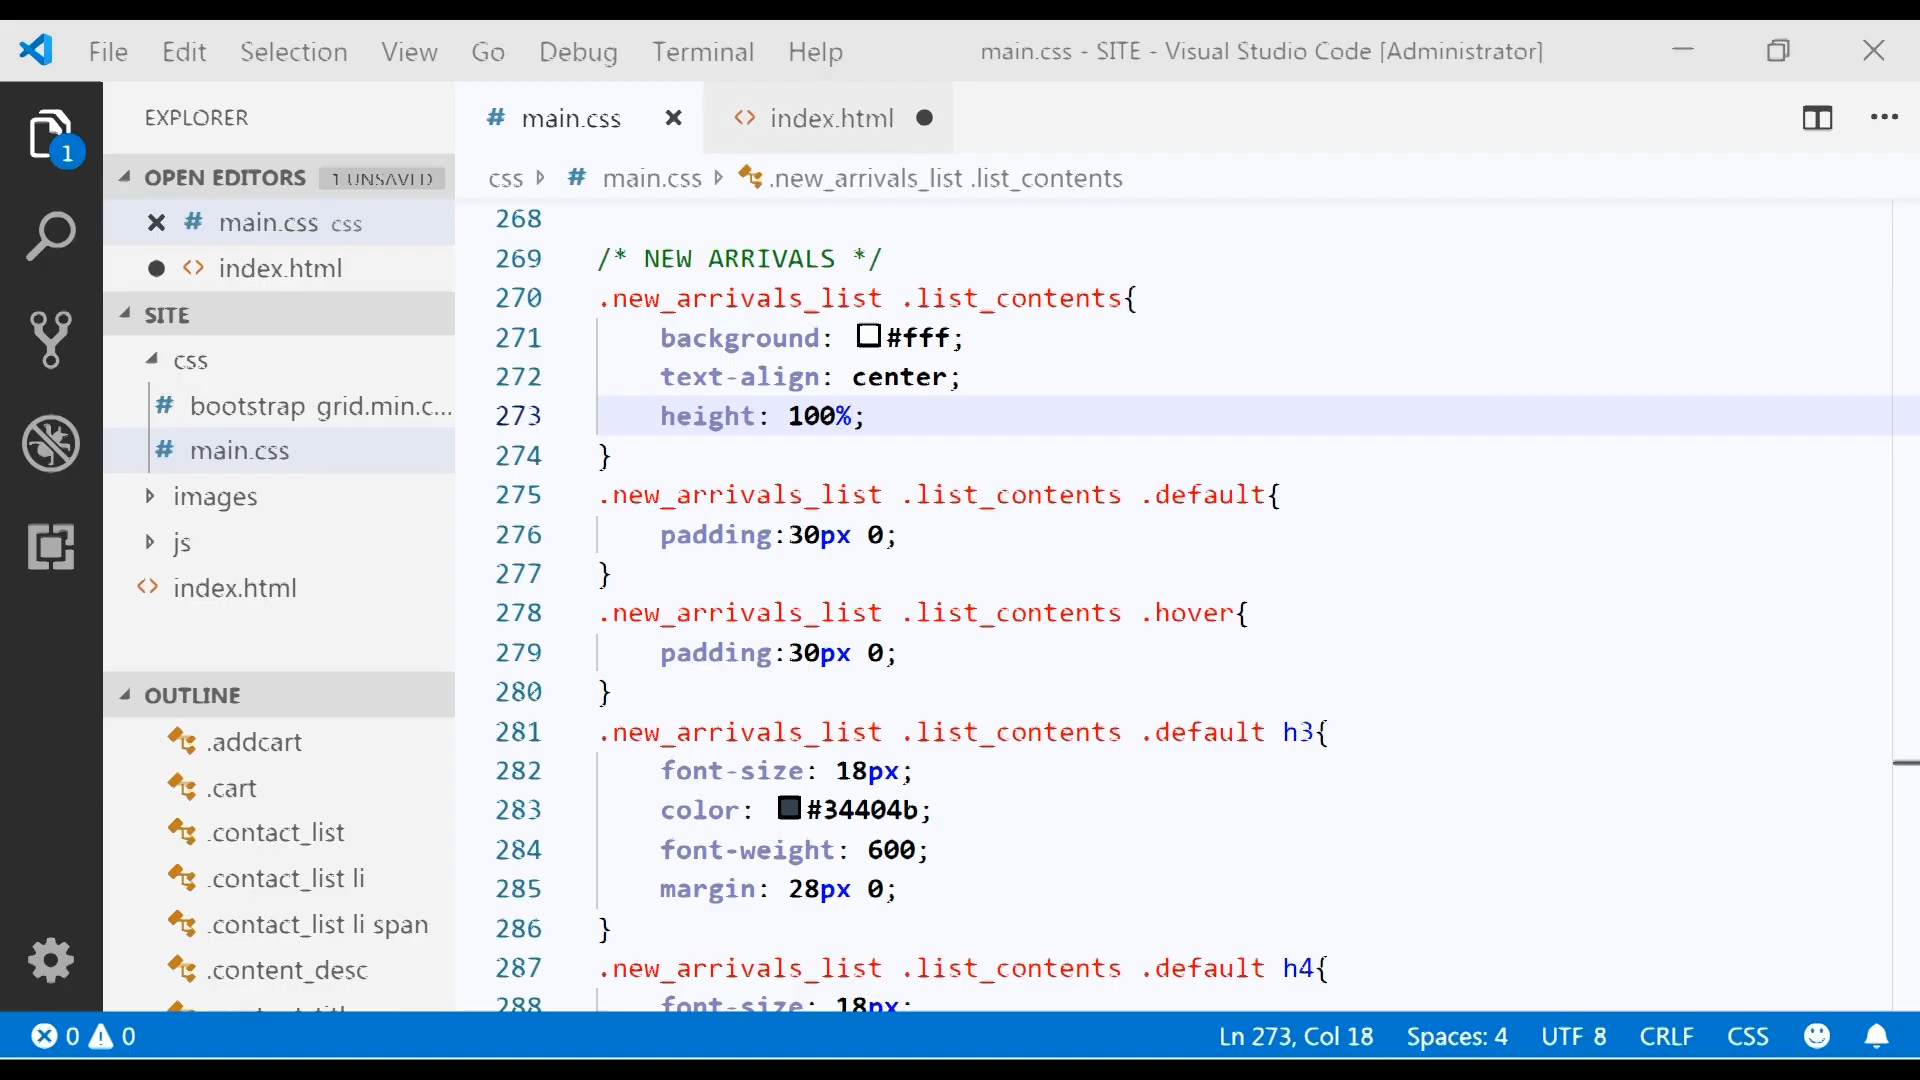 File Edit Selection View Go Debug Terminal Help main.css - SITE - Visual Studio Code [Administrator]
EXPLORER
main.css
index.html
1
OPEN EDITORS 1 UNSAVED
main.css css
index.html
SITE
css
bootstrap grid.min.c...
main.css
images
js
index.html
OUTLINE
.addcart
.cart
.contact_list
.contact_list li
.contact_list li span
.content_desc
css # main.css .new_arrivals_list .list_contents
268
269 /* NEW ARRIVALS */
270 .new_arrivals_list .list_contents{
271 background: #fff;
272 text-align: center;
273 height: 100%;
274 }
275 .new_arrivals_list .list_contents .default{
276 padding:30px 0;
277 }
278 .new_arrivals_list .list_contents .hover{
279 padding:30px 0;
280 }
281 .new_arrivals_list .list_contents .default h3{
282 font-size: 18px;
283 color: #34404b;
284 font-weight: 600;
285 margin: 28px 0;
286 }
287 .new_arrivals_list .list_contents .default h4{
288 font-size: 18px;
0 0 Ln 273, Col 18 Spaces: 4 UTF 8 CRLF CSS